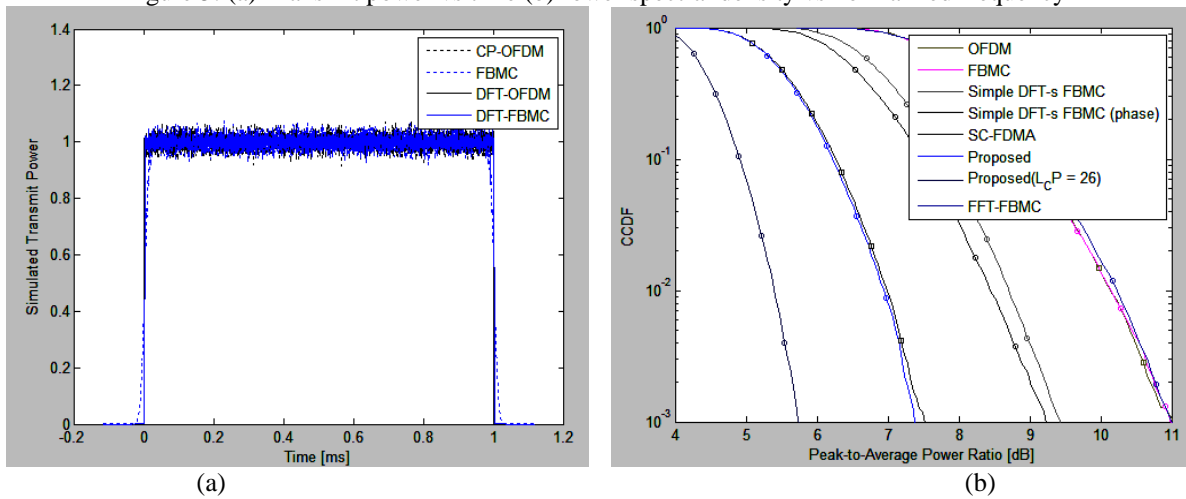 1.4
1.2
1
0.8
0.6
0.4
0.2
0
-0.2 0 0.2 0.4 0.6 0.8 1 1.2
Simulated Transmit Power
Time [ms]
CP-OFDM
FBMC
DFT-OFDM
DFT-FBMC
(a)
10^0
10^-1
10^-2
10^-3
4 5 6 7 8 9 10 11
CCDF
Peak-to-Average Power Ratio [dB]
OFDM
FBMC
Simple DFT-s FBMC
Simple DFT-s FBMC (phase)
SC-FDMA
Proposed
Proposed(L_CP = 26)
FFT-FBMC
(b)